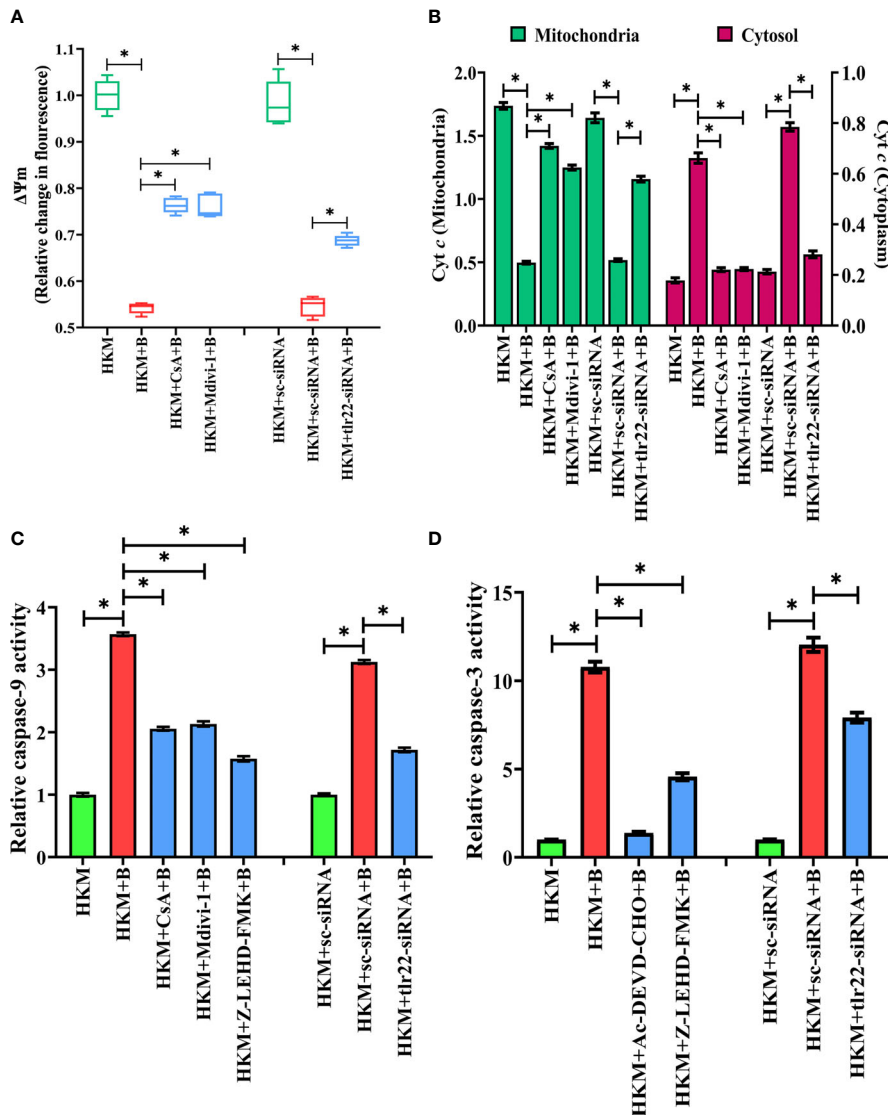 A
ΔΨm
(Relative change in flourescence)
1.1
1.0
0.9
0.8
0.7
0.6
0.5
*
*
*
*
*
HKM
HKM+B
HKM+CsA+B
HKM+Mdivi-1+B
HKM+sc-siRNA
HKM+sc-siRNA+B
HKM+tlr22-siRNA+B
B
Mitochondria
Cytosol
Cyt c (Mitochondria)
2.0
1.5
1.0
0.5
0.0
* * * * *
* * * * *
1.0
0.8
0.6
0.4
0.2
0.0
Cyt c (Cytoplasm)
HKM
HKM+B
HKM+CsA+B
HKM+Mdivi-1+B
HKM+sc-siRNA
HKM+sc-siRNA+B
HKM+tlr22-siRNA+B
HKM
HKM+B
HKM+CsA+B
HKM+Mdivi-1+B
HKM+sc-siRNA
HKM+sc-siRNA+B
HKM+tlr22-siRNA+B
C
Relative caspase-9 activity
4
3
2
1
0
*
*
*
*
*
*
HKM
HKM+B
HKM+CsA+B
HKM+Mdivi-1+B
HKM+Z-LEHD-FMK+B
HKM+sc-siRNA
HKM+sc-siRNA+B
HKM+tlr22-siRNA+B
D
Relative caspase-3 activity
15
10
5
0
*
*
*
*
*
HKM
HKM+B
HKM+Ac-DEVD-CHO+B
HKM+Z-LEHD-FMK+B
HKM+sc-siRNA
HKM+sc-siRNA+B
HKM+tlr22-siRNA+B